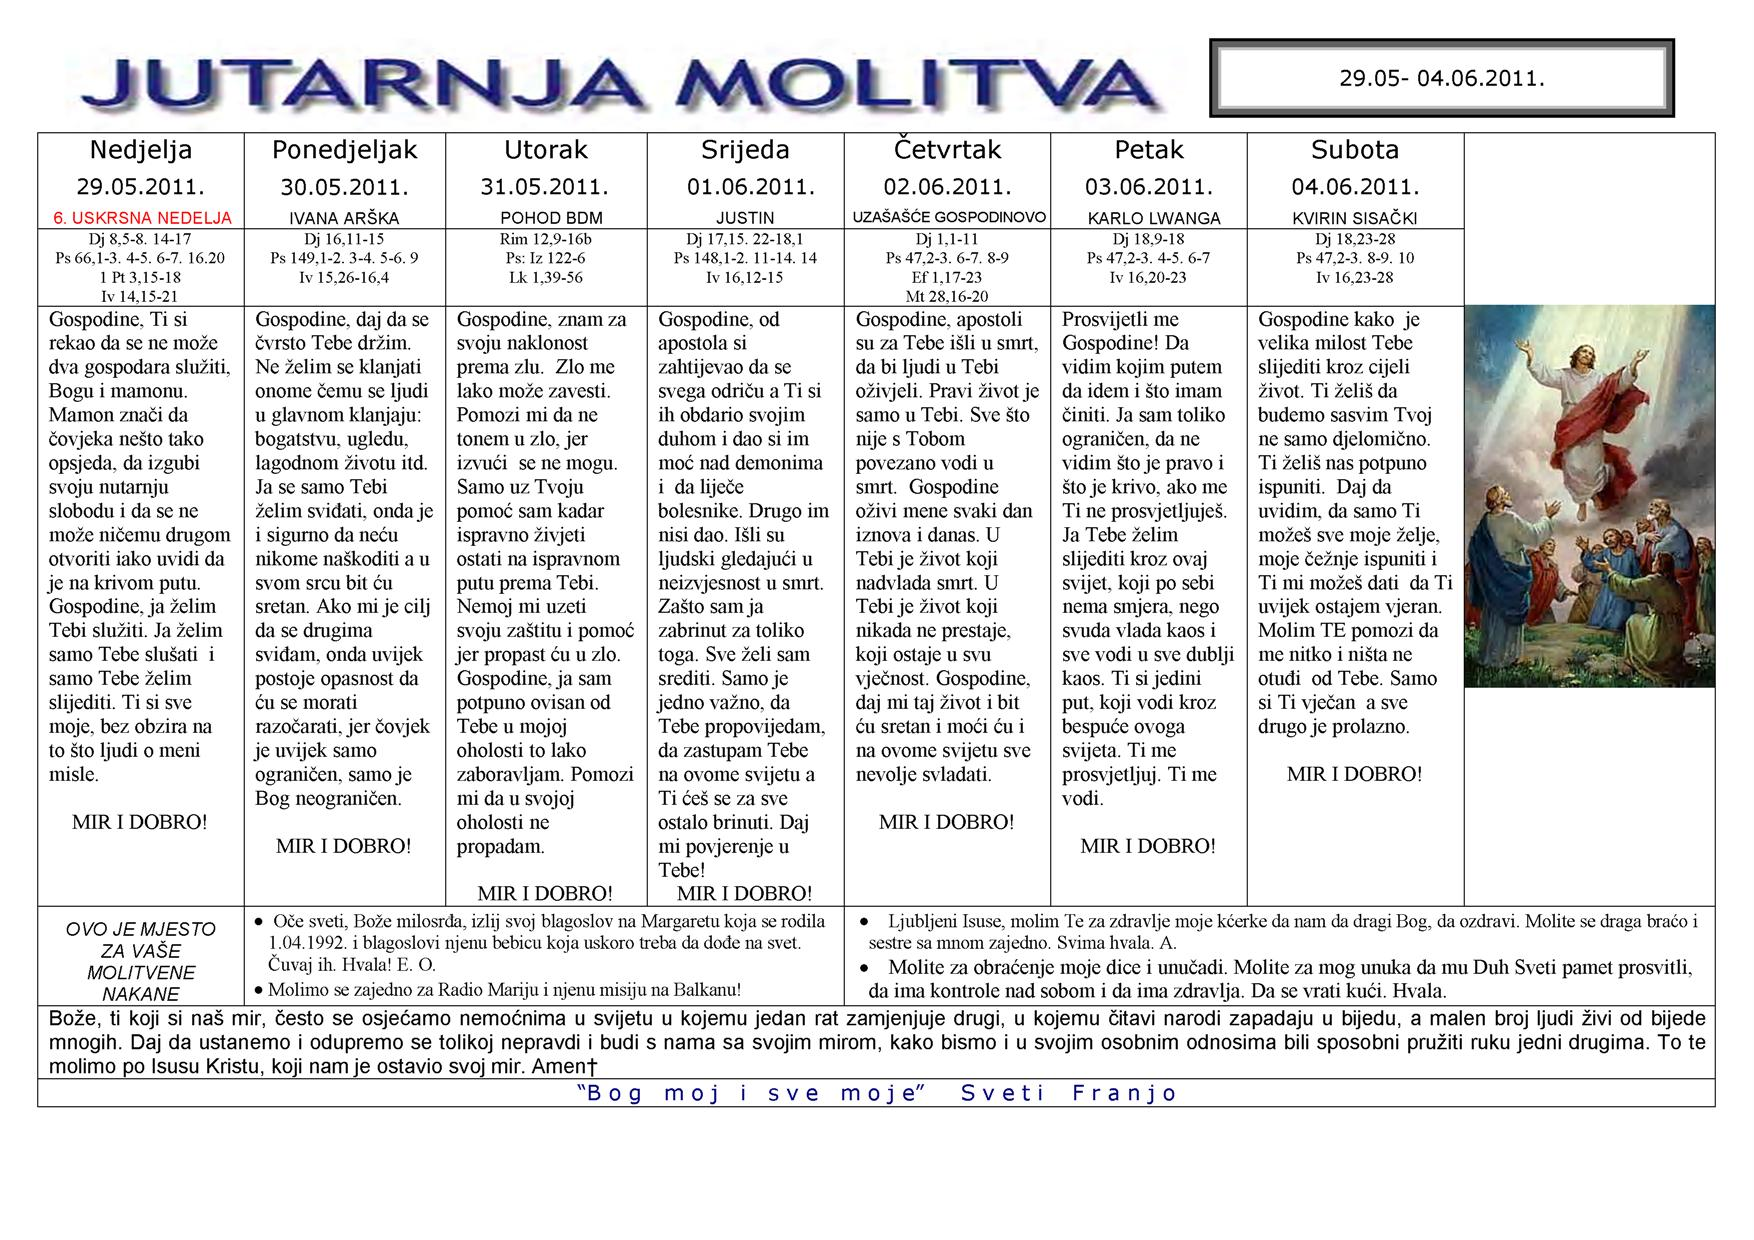 JUTARNJA MOLITVA
29.05- 04.06.2011.
Nedjelja
29.05.2011.
6. USKRSNA NEDELJA
Dj 8,5-8. 14-17
Ps 66,1-3. 4-5. 6-7. 16.20
1 Pt 3,15-18
Iv 14,15-21
Gospodine, Ti si
rekao da se ne može
dva gospodara služiti,
Bogu i mamonu.
Mamon znači da
čovjeka nešto tako
opsjeda, da izgubi
svoju nutarnju
slobodu i da se ne
može ničemu drugom
otvoriti iako uvidi da
je na krivom putu.
Gospodine, ja želim
Tebi služiti. Ja želim
samo Tebe slušati i
samo Tebe želim
slijediti. Ti si sve
moje, bez obzira na
to što ljudi o meni
misle.
MIR I DOBRO!
Ponedjeljak
30.05.2011.
IVANA ARŠKA
Dj 16,11-15
Ps 149,1-2. 3-4. 5-6. 9
Iv 15,26-16,4
Gospodine, daj da se
čvrsto Tebe držim.
Ne želim se klanjati
onome čemu se ljudi
u glavnom klanjaju:
bogatstvu, ugledu,
lagodnom životu itd.
Ja se samo Tebi
želim sviđati, onda je
i sigurno da neću
nikome naškoditi a u
svom srcu bit ću
sretan. Ako mi je cilj
da se drugima
sviđam, onda uvijek
postoje opasnost da
ću se morati
razočarati, jer čovjek
je uvijek samo
ograničen, samo je
Bog neograničen.
MIR I DOBRO!
Utorak
31.05.2011.
POHOD BDM
Rim 12,9-16b
Ps: Iz 122-6
Lk 1,39-56
Gospodine, znam za
svoju naklonost
prema zlu. Zlo me
lako može zavesti.
Pomozi mi da ne
tonem u zlo, jer
izvući se ne mogu.
Samo uz Tvoju
pomoć sam kadar
ispravno živjeti
ostati na ispravnom
putu prema Tebi.
Nemoj mi uzeti
svoju zaštitu i pomoć
jer propast ću u zlo.
Gospodine, ja sam
potpuno ovisan od
Tebe u mojoj
oholosti to lako
zaboravljam. Pomozi
mi da u svojoj
oholosti ne
propadam.
MIR I DOBRO!
Srijeda
01.06.2011.
JUSTIN
Dj 17,15. 22-18,1
Ps 148,1-2. 11-14. 14
Iv 16,12-15
Gospodine, od
apostola si
zahtijevao da se
svega odriču a Ti si
ih obdario svojim
duhom i dao si im
moć nad demonima
i da liječe
bolesnike. Drugo im
nisi dao. Išli su
ljudski gledajući u
neizvjesnost u smrt.
Zašto sam ja
zabrinut za toliko
toga. Sve želi sam
srediti. Samo je
jedno važno, da
Tebe propovijedam,
da zastupam Tebe
na ovome svijetu a
Ti ćeš se za sve
ostalo brinuti. Daj
mi povjerenje u
Tebe!
MIR I DOBRO!
Četvrtak
02.06.2011.
UZAŠAŠĆE GOSPODINOVO
Dj 1,1-11
Ps 47,2-3. 6-7. 8-9
Ef 1,17-23
Mt 28,16-20
Gospodine, apostoli
su za Tebe išli u smrt,
da bi ljudi u Tebi
oživjeli. Pravi život je
samo u Tebi. Sve što
nije s Tobom
povezano vodi u
smrt. Gospodine
oživi mene svaki dan
iznova i danas. U
Tebi je život koji
nadvlada smrt. U
Tebi je život koji
nikada ne prestaje,
koji ostaje u svu
vječnost. Gospodine,
daj mi taj život i bit
ću sretan i moći ću i
na ovome svijetu sve
nevolje svladati.
MIR I DOBRO!
Petak
03.06.2011.
KARLO LWANGA
Dj 18,9-18
Ps 47,2-3. 4-5. 6-7
Iv 16,20-23
Prosvijetli me
Gospodine! Da
vidim kojim putem
da idem i što imam
činiti. Ja sam toliko
ograničen, da ne
vidim što je pravo i
što je krivo, ako me
Ti ne prosvjetljuješ.
Ja Tebe želim
slijediti kroz ovaj
svijet, koji po sebi
nema smjera, nego
svuda vlada kaos i
sve vodi u sve dublji
kaos. Ti si jedini
put, koji vodi kroz
bespuće ovoga
svijeta. Ti me
prosvjetljuj. Ti me
vodi.
MIR I DOBRO!
Subota
04.06.2011.
KVIRIN SISAČKI
Dj 18,23-28
Ps 47,2-3. 8-9. 10
Iv 16,23-28
Gospodine kako je
velika milost Tebe
slijediti kroz cijeli
život. Ti želiš da
budemo sasvim Tvoj
ne samo djelomično.
Ti želiš nas potpuno
ispuniti. Daj da
uvidim, da samo Ti
možeš sve moje želje,
moje čežnje ispuniti i
Ti mi možeš dati da Ti
uvijek ostajem vjeran.
Molim TE pomozi da
me nitko i ništa ne
otuđi od Tebe. Samo
si Ti vječan a sve
drugo je prolazno.
MIR I DOBRO!
OVO JE MJESTO
ZA VAŠE
MOLITVENE
NAKANE
• Oče sveti, Bože milosrđa, izlij svoj blagoslov na Margaretu koja se rodila
1.04.1992. i blagoslovi njenu bebicu koja uskoro treba da dođe na svet.
Čuvaj ih. Hvala! E. O.
• Molimo se zajedno za Radio Mariju i njenu misiju na Balkanu!
• Ljubljeni Isuse, molim Te za zdravlje moje kćerke da nam da dragi Bog, da ozdravi. Molite se draga braćo i
sestre sa mnom zajedno. Svima hvala. A.
• Molite za obraćenje moje dice i unučadi. Molite za mog unuka da mu Duh Sveti pamet prosvitli,
da ima kontrole nad sobom i da ima zdravlja. Da se vrati kući. Hvala.
Bože, ti koji si naš mir, često se osjećamo nemoćnima u svijetu u kojemu jedan rat zamjenjuje drugi, u kojemu čitavi narodi zapadaju u bijedu, a malen broj ljudi živi od bijede
mnogih. Daj da ustanemo i odupremo se tolikoj nepravdi i budi s nama sa svojim mirom, kako bismo i u svojim osobnim odnosima bili sposobni pružiti ruku jedni drugima. To te
molimo po Isusu Kristu, koji nam je ostavio svoj mir. Amen†
“Bog moj i sve moje” Sveti Franjo